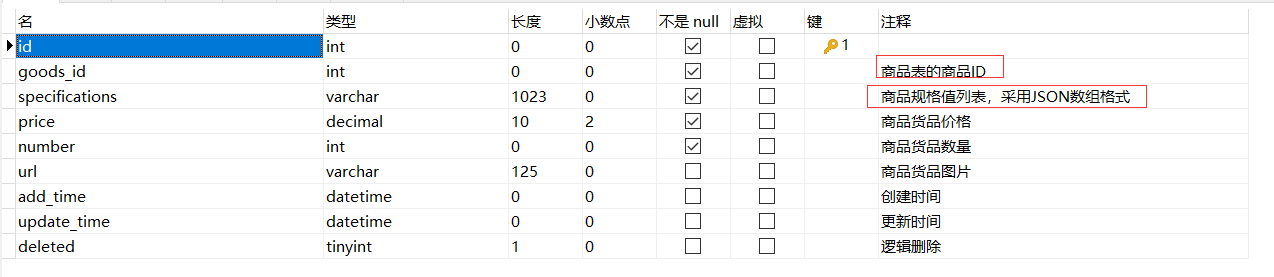 名 类型 长度 小数点 不是 null 虚拟 键 注释
id int 0 0 1
goods_id int 0 0 商品表的商品ID
specifications varchar 1023 0 商品规格值列表，采用JSON数组格式
price decimal 10 2 商品货品价格
number int 0 0 商品货品数量
url varchar 125 0 商品货品图片
add_time datetime 0 0 创建时间
update_time datetime 0 0 更新时间
deleted tinyint 1 0 逻辑删除